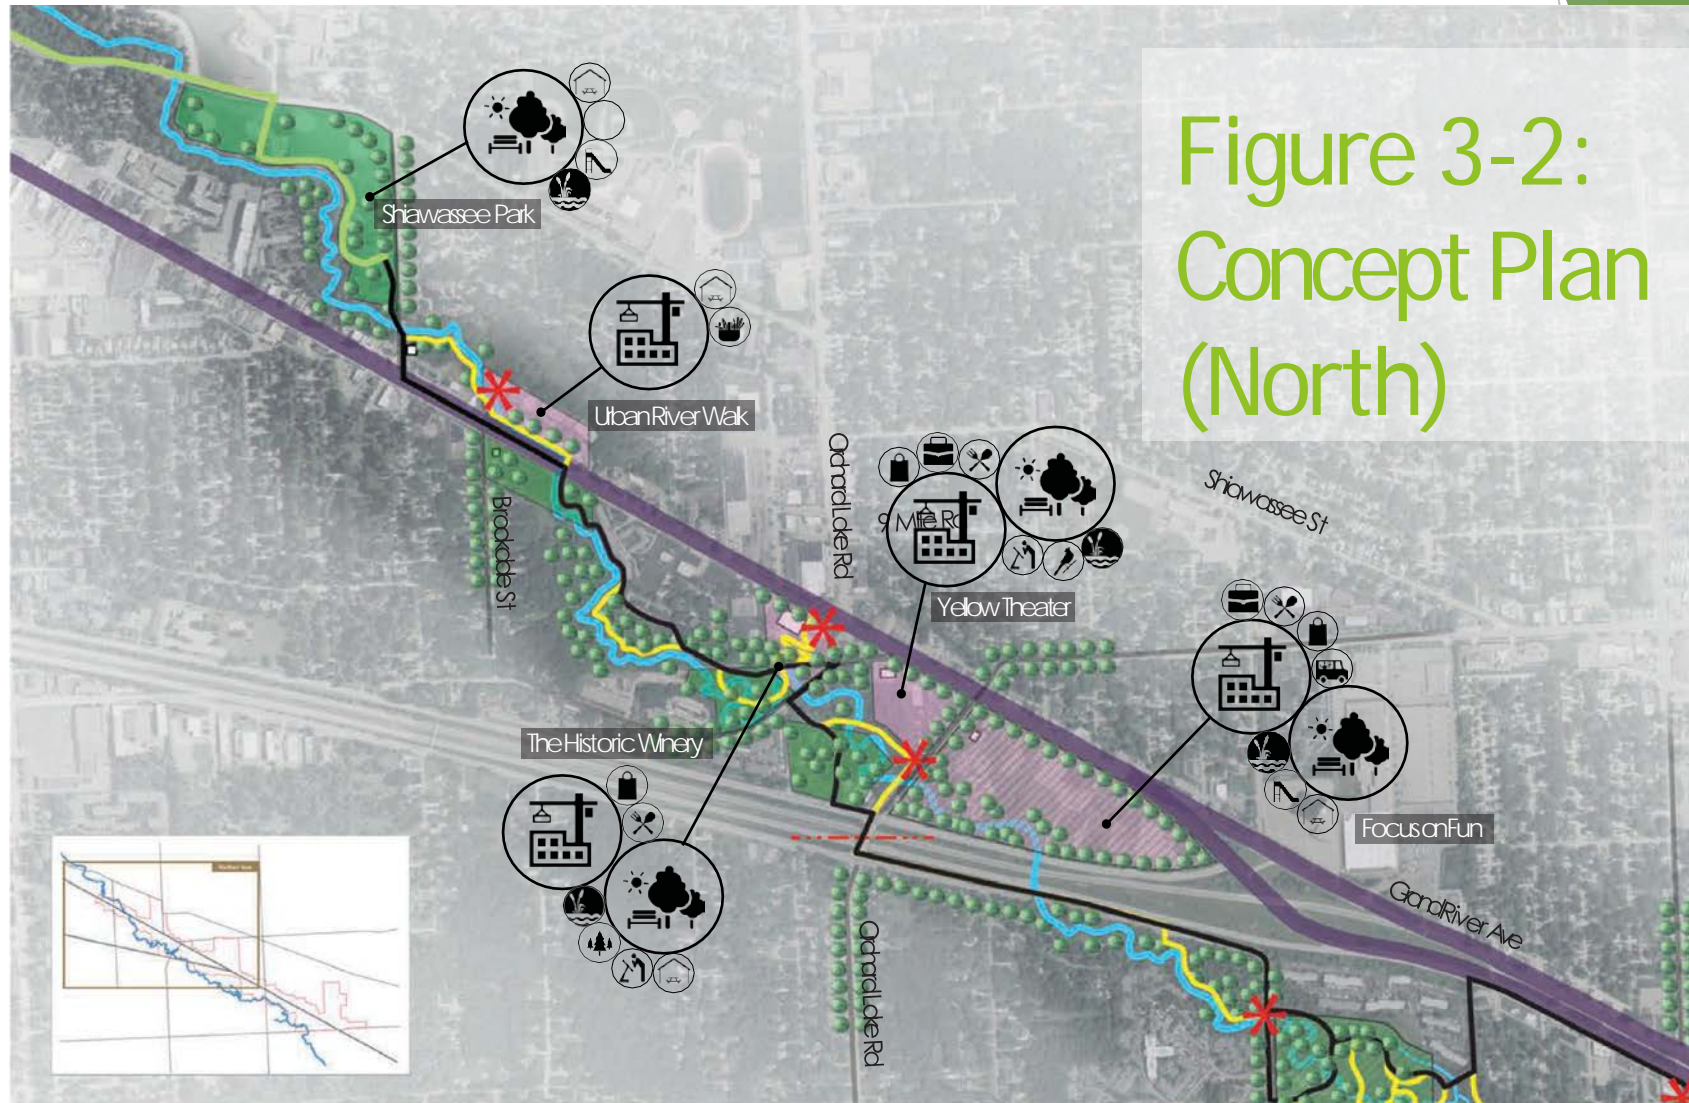 Figure 3-2:
Concept Plan
(North)
Shiawassee Park
Urban River Walk
Orchard Lake Rd
Shiawassee St
Brookdale St
9 Mile Rd
Yellow Theater
The Historic Winery
Focus on Fun
Grand River Ave
Orchard Lake Rd